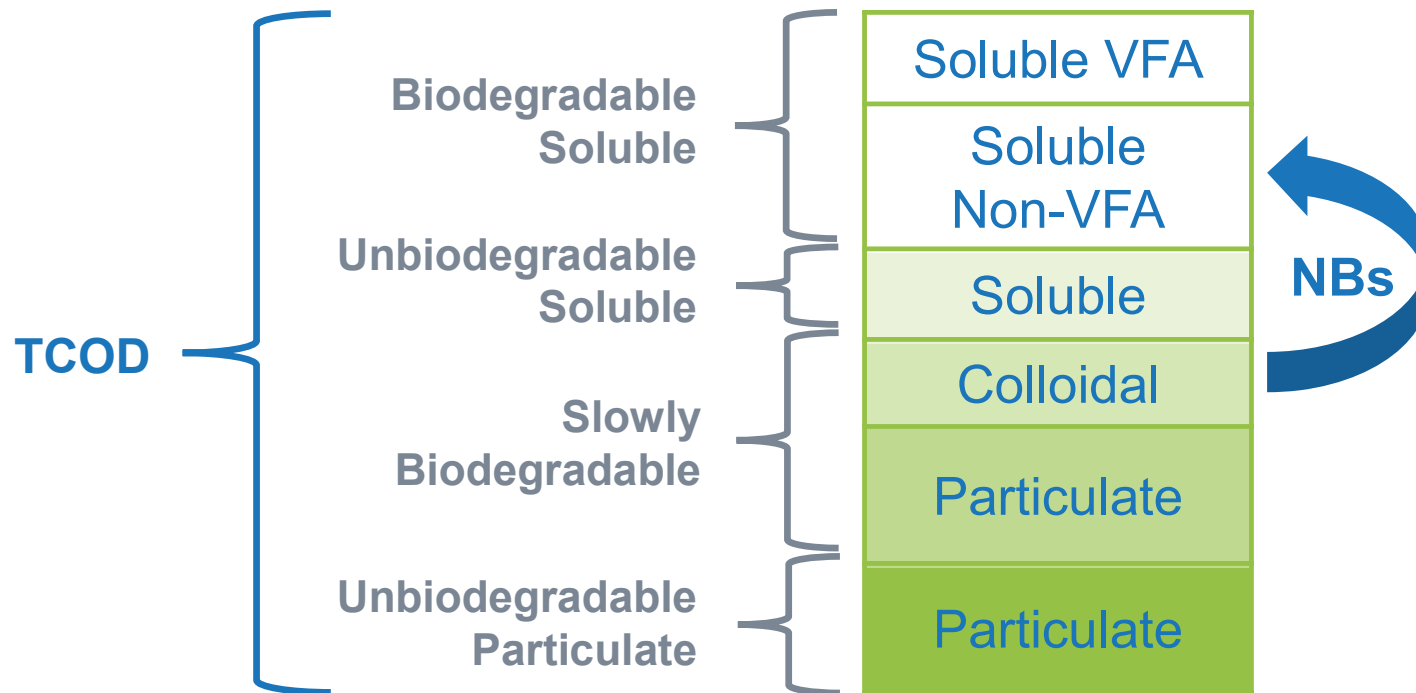 TCOD
Biodegradable
Soluble
Unbiodegradable
Soluble
Slowly
Biodegradable
Unbiodegradable
Particulate
Soluble VFA
Soluble
Non-VFA
Soluble
Colloidal
Particulate
Particulate
NBs